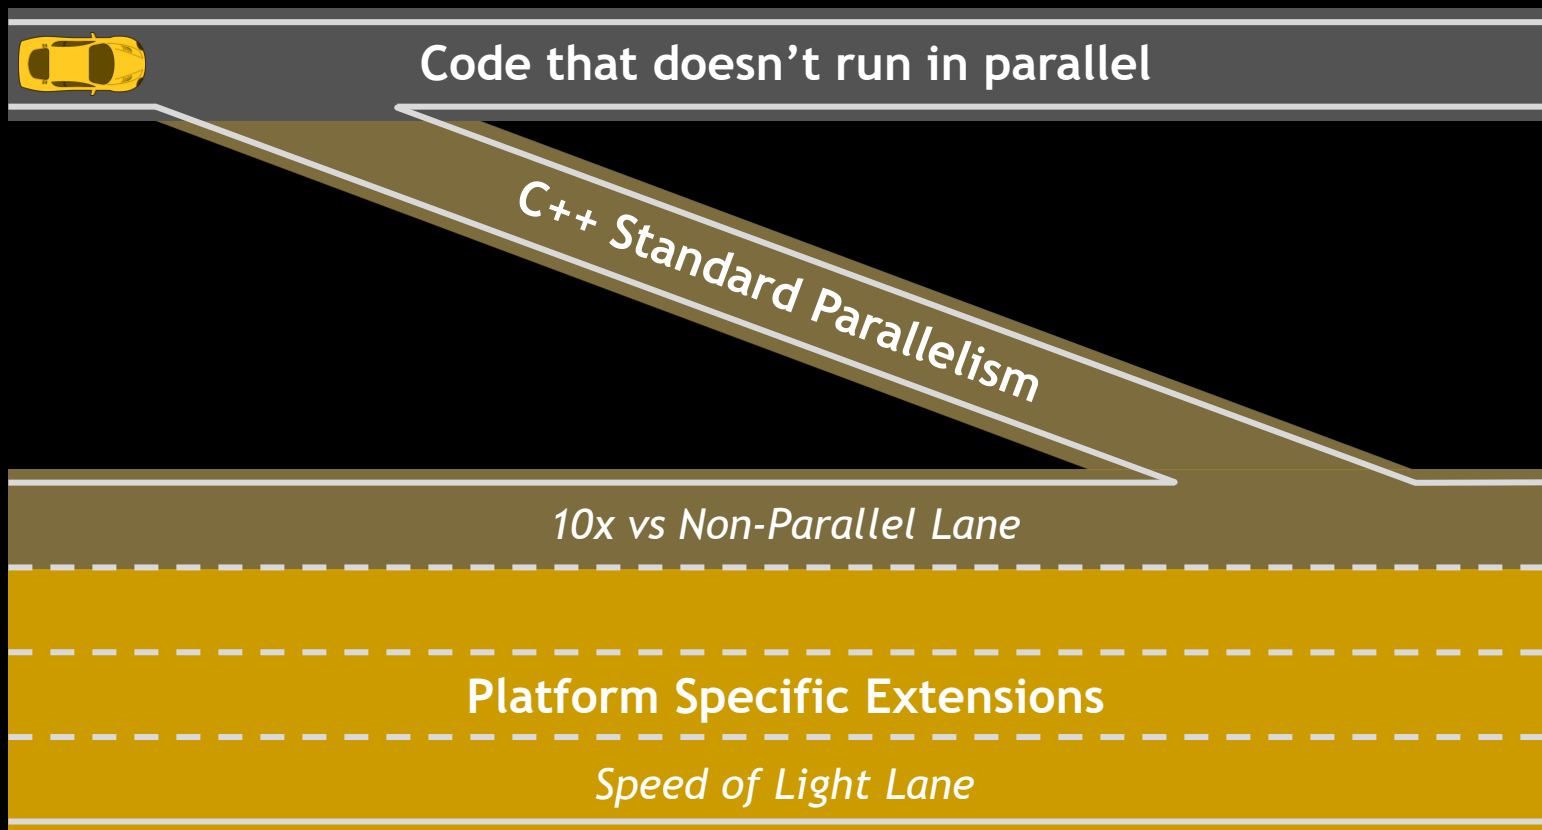 Code that doesn’t run in parallel
C++ Standard Parallelism
10x vs Non-Parallel Lane
Platform Specific Extensions
Speed of Light Lane